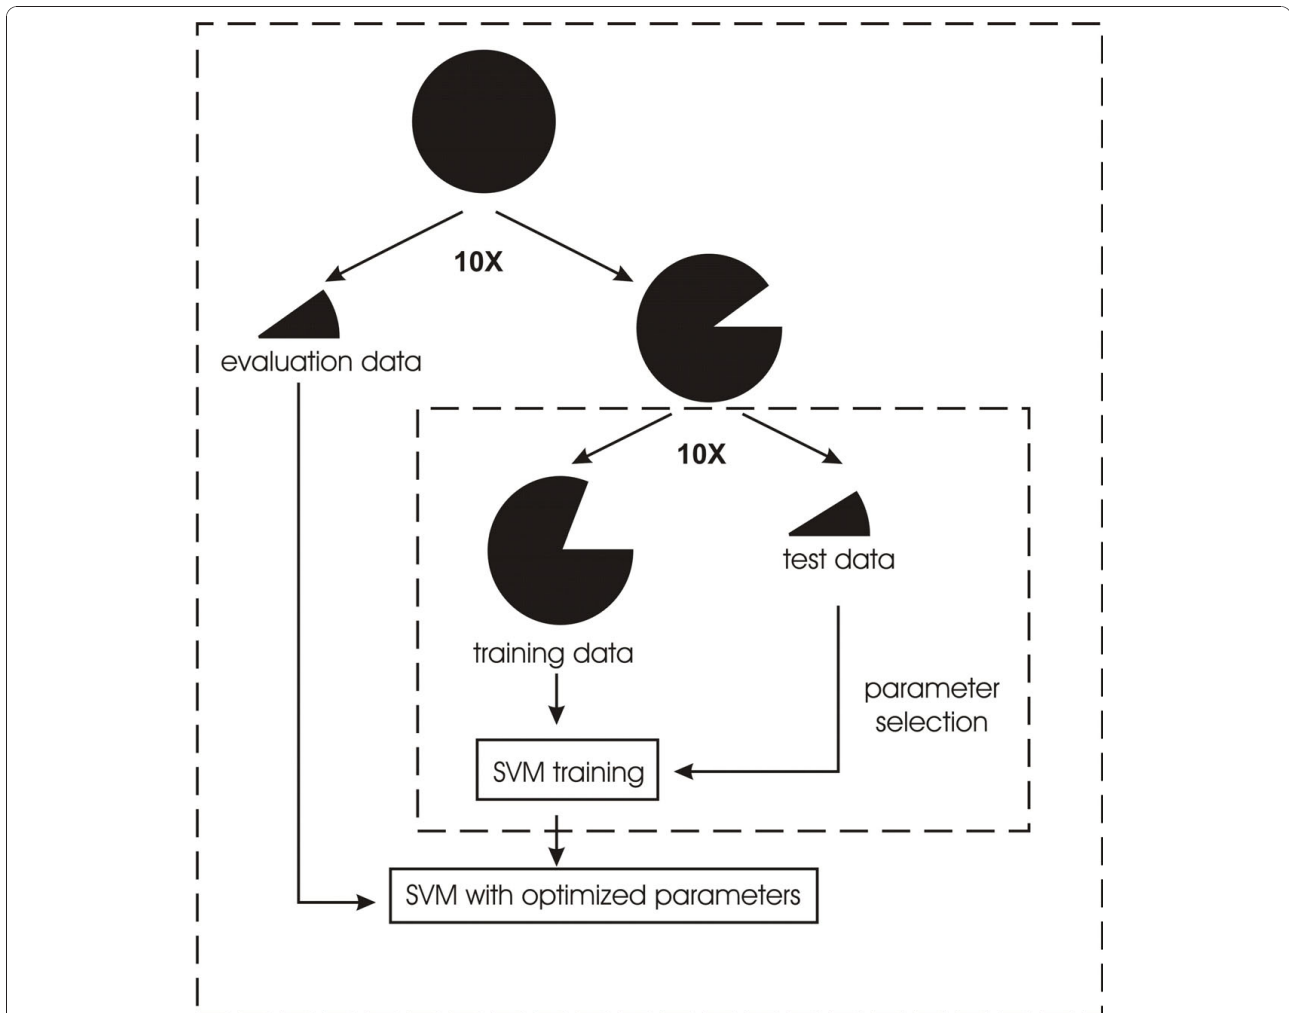 10X
evaluation data
10X
test data
training data
parameter
selection
SVM training
SVM with optimized parameters